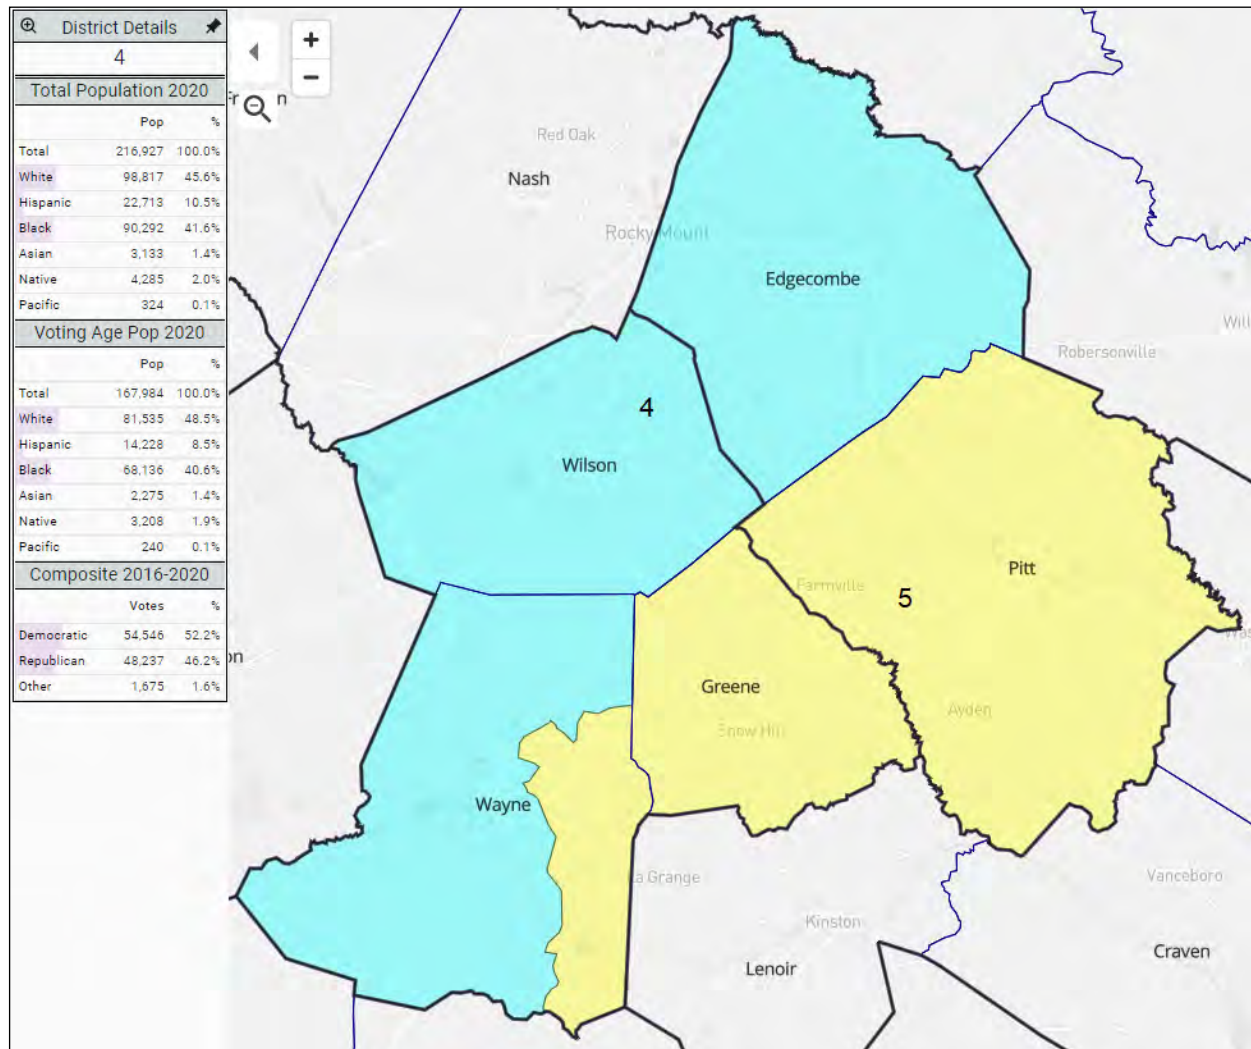 District Details
4
Total Population 2020
Pop %
Total 216,927 100.0%
White 98,817 45.6%
Hispanic 22,713 10.5%
Black 90,292 41.6%
Asian 3,133 1.4%
Native 4,285 2.0%
Pacific 324 0.1%
Voting Age Pop 2020
Pop %
Total 167,984 100.0%
White 81,535 48.5%
Hispanic 14,228 8.5%
Black 68,136 40.6%
Asian 2,275 1.4%
Native 3,208 1.9%
Pacific 240 0.1%
Composite 2016-2020
Votes %
Democratic 54,546 52.2%
Republican 48,237 46.2%
Other 1,675 1.6%
+
−
Red Oak
Nash
Rocky Mount
Edgecombe
Will
Robersonville
4
Wilson
Pitt
Farmville
5
Greene
Ayden
Snow Hill
Wayne
La Grange
Vanceboro
Kinston
Craven
Lenoir